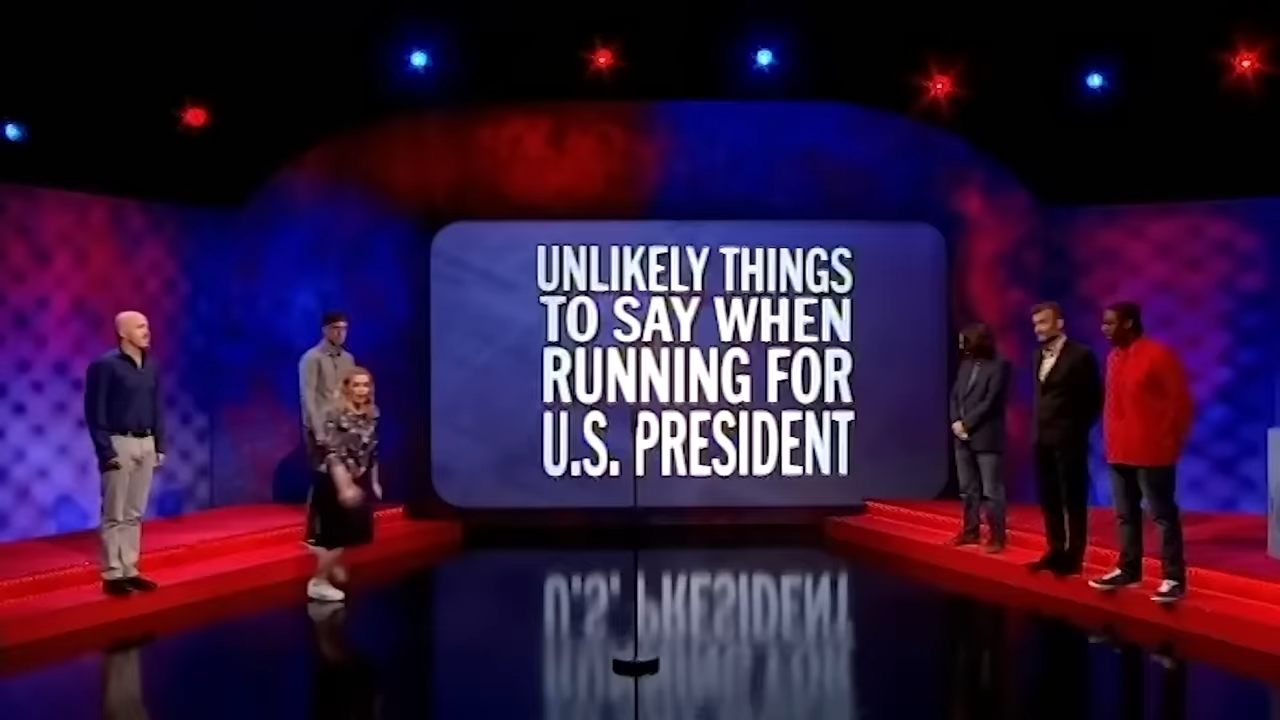 UNLIKELY THINGS
TO SAY WHEN
RUNNING FOR
U.S. PRESIDENT